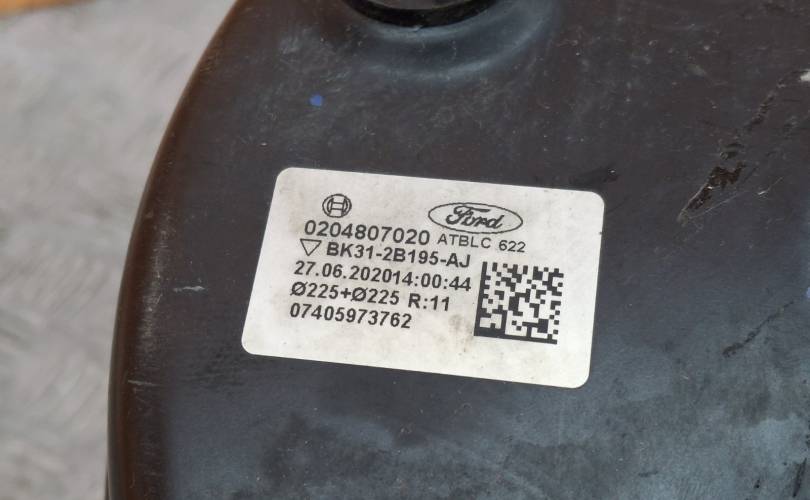 Ford
0204807020 ATBLC 622
▽ BK31-2B195-AJ
27.06.202014:00:44
Ø225+Ø225 R:11
07405973762